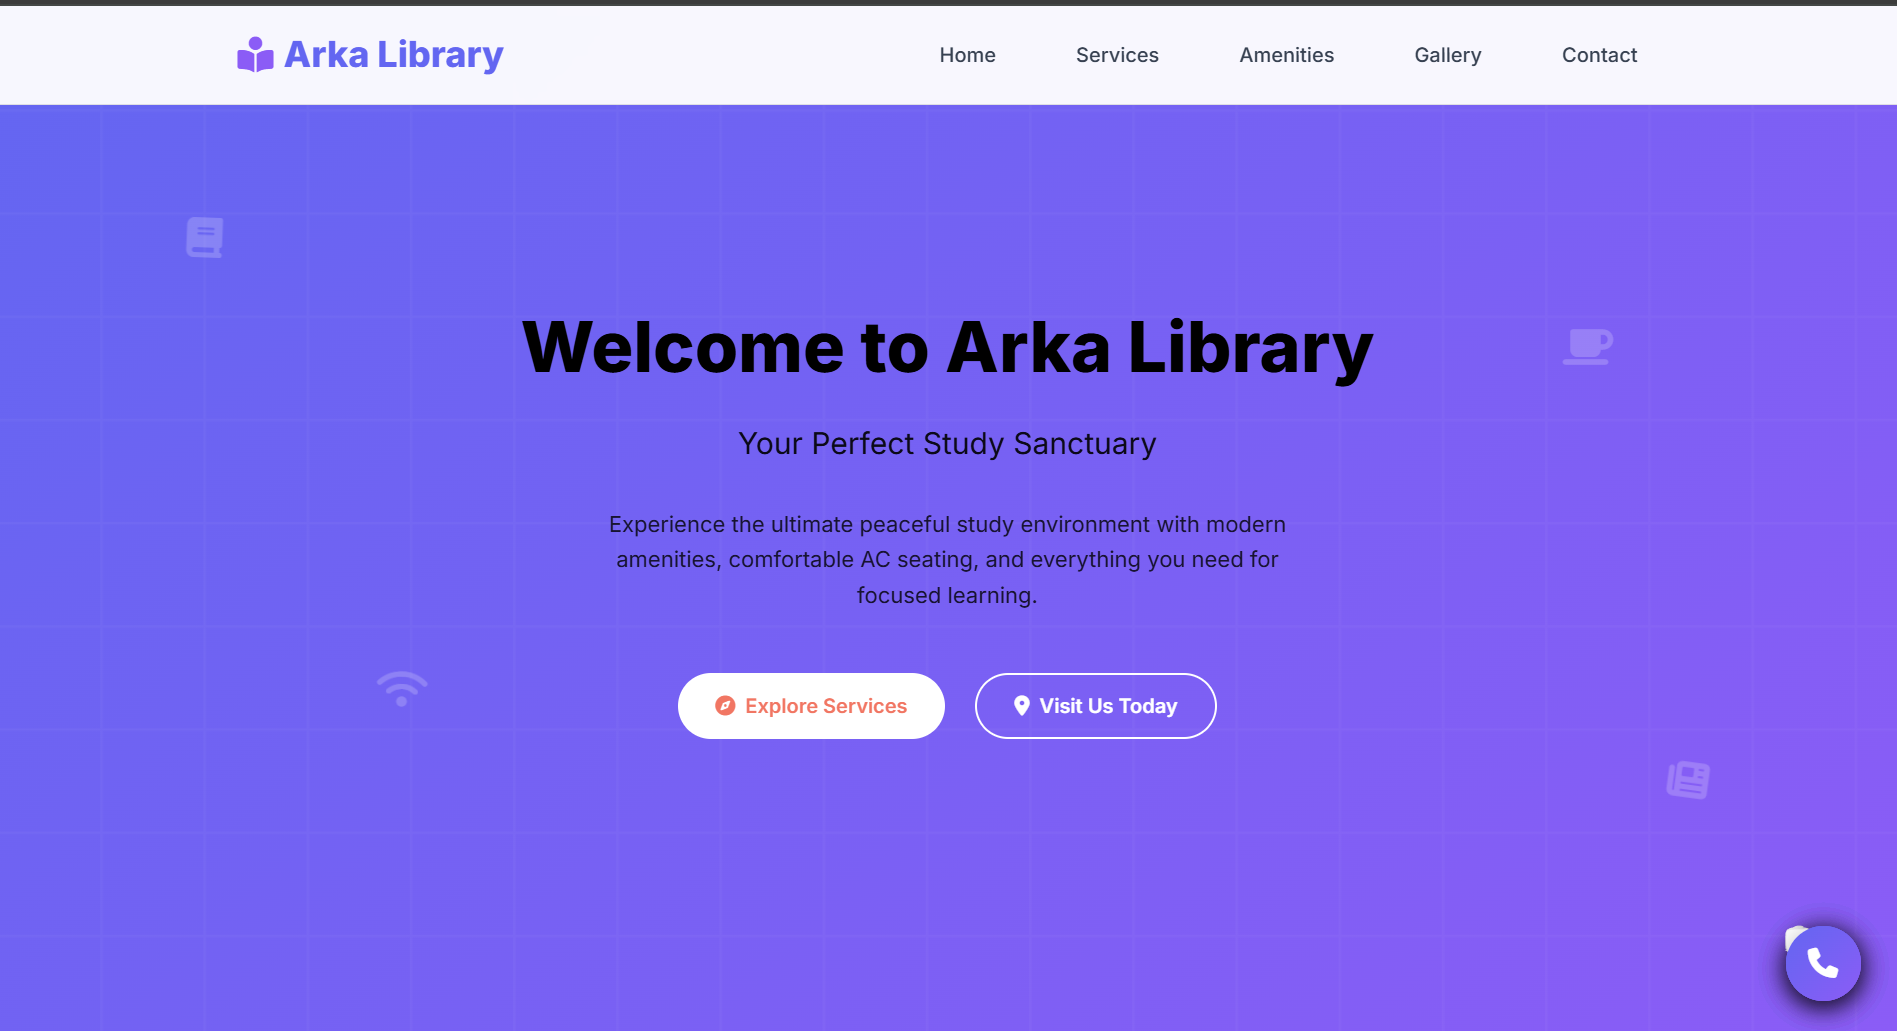 Arka Library
Home
Services
Amenities
Gallery
Contact
Welcome to Arka Library
Your Perfect Study Sanctuary
Experience the ultimate peaceful study environment with modern
amenities, comfortable AC seating, and everything you need for
focused learning.
Explore Services
Visit Us Today